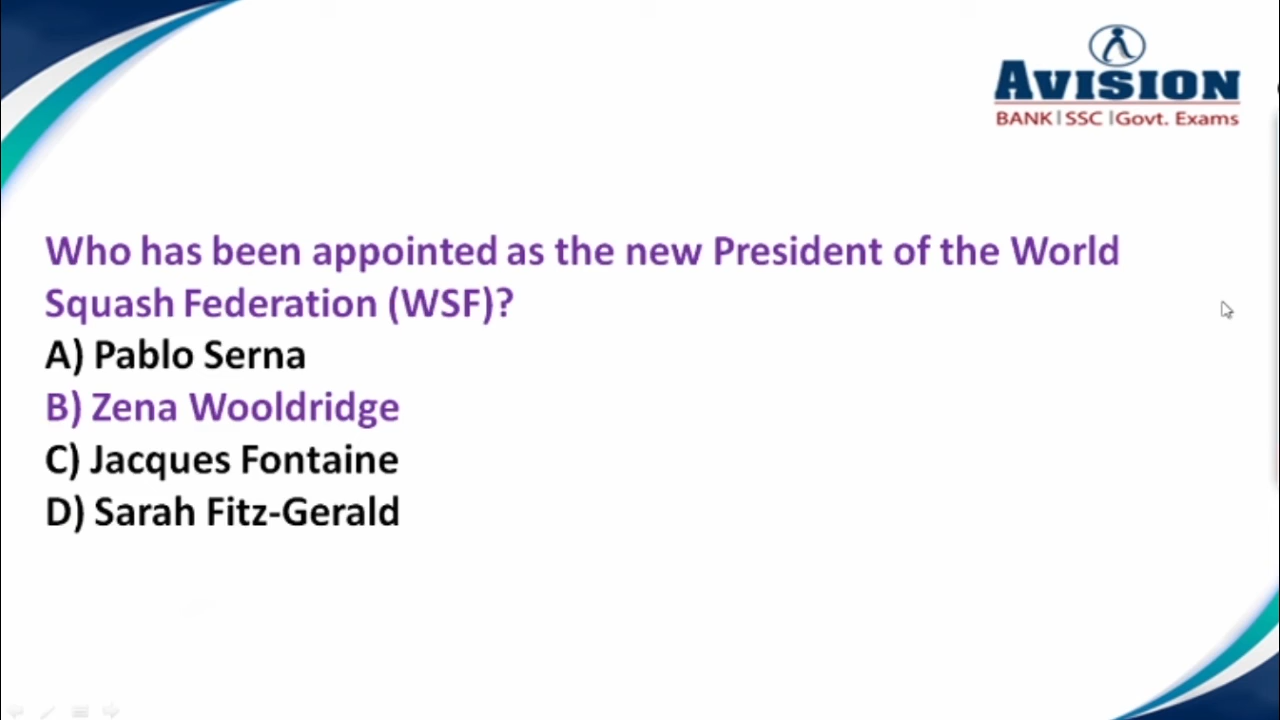 AVISION
BANK | SSC | Govt. Exams
Who has been appointed as the new President of the World
Squash Federation (WSF)?
A) Pablo Serna
B) Zena Wooldridge
C) Jacques Fontaine
D) Sarah Fitz-Gerald